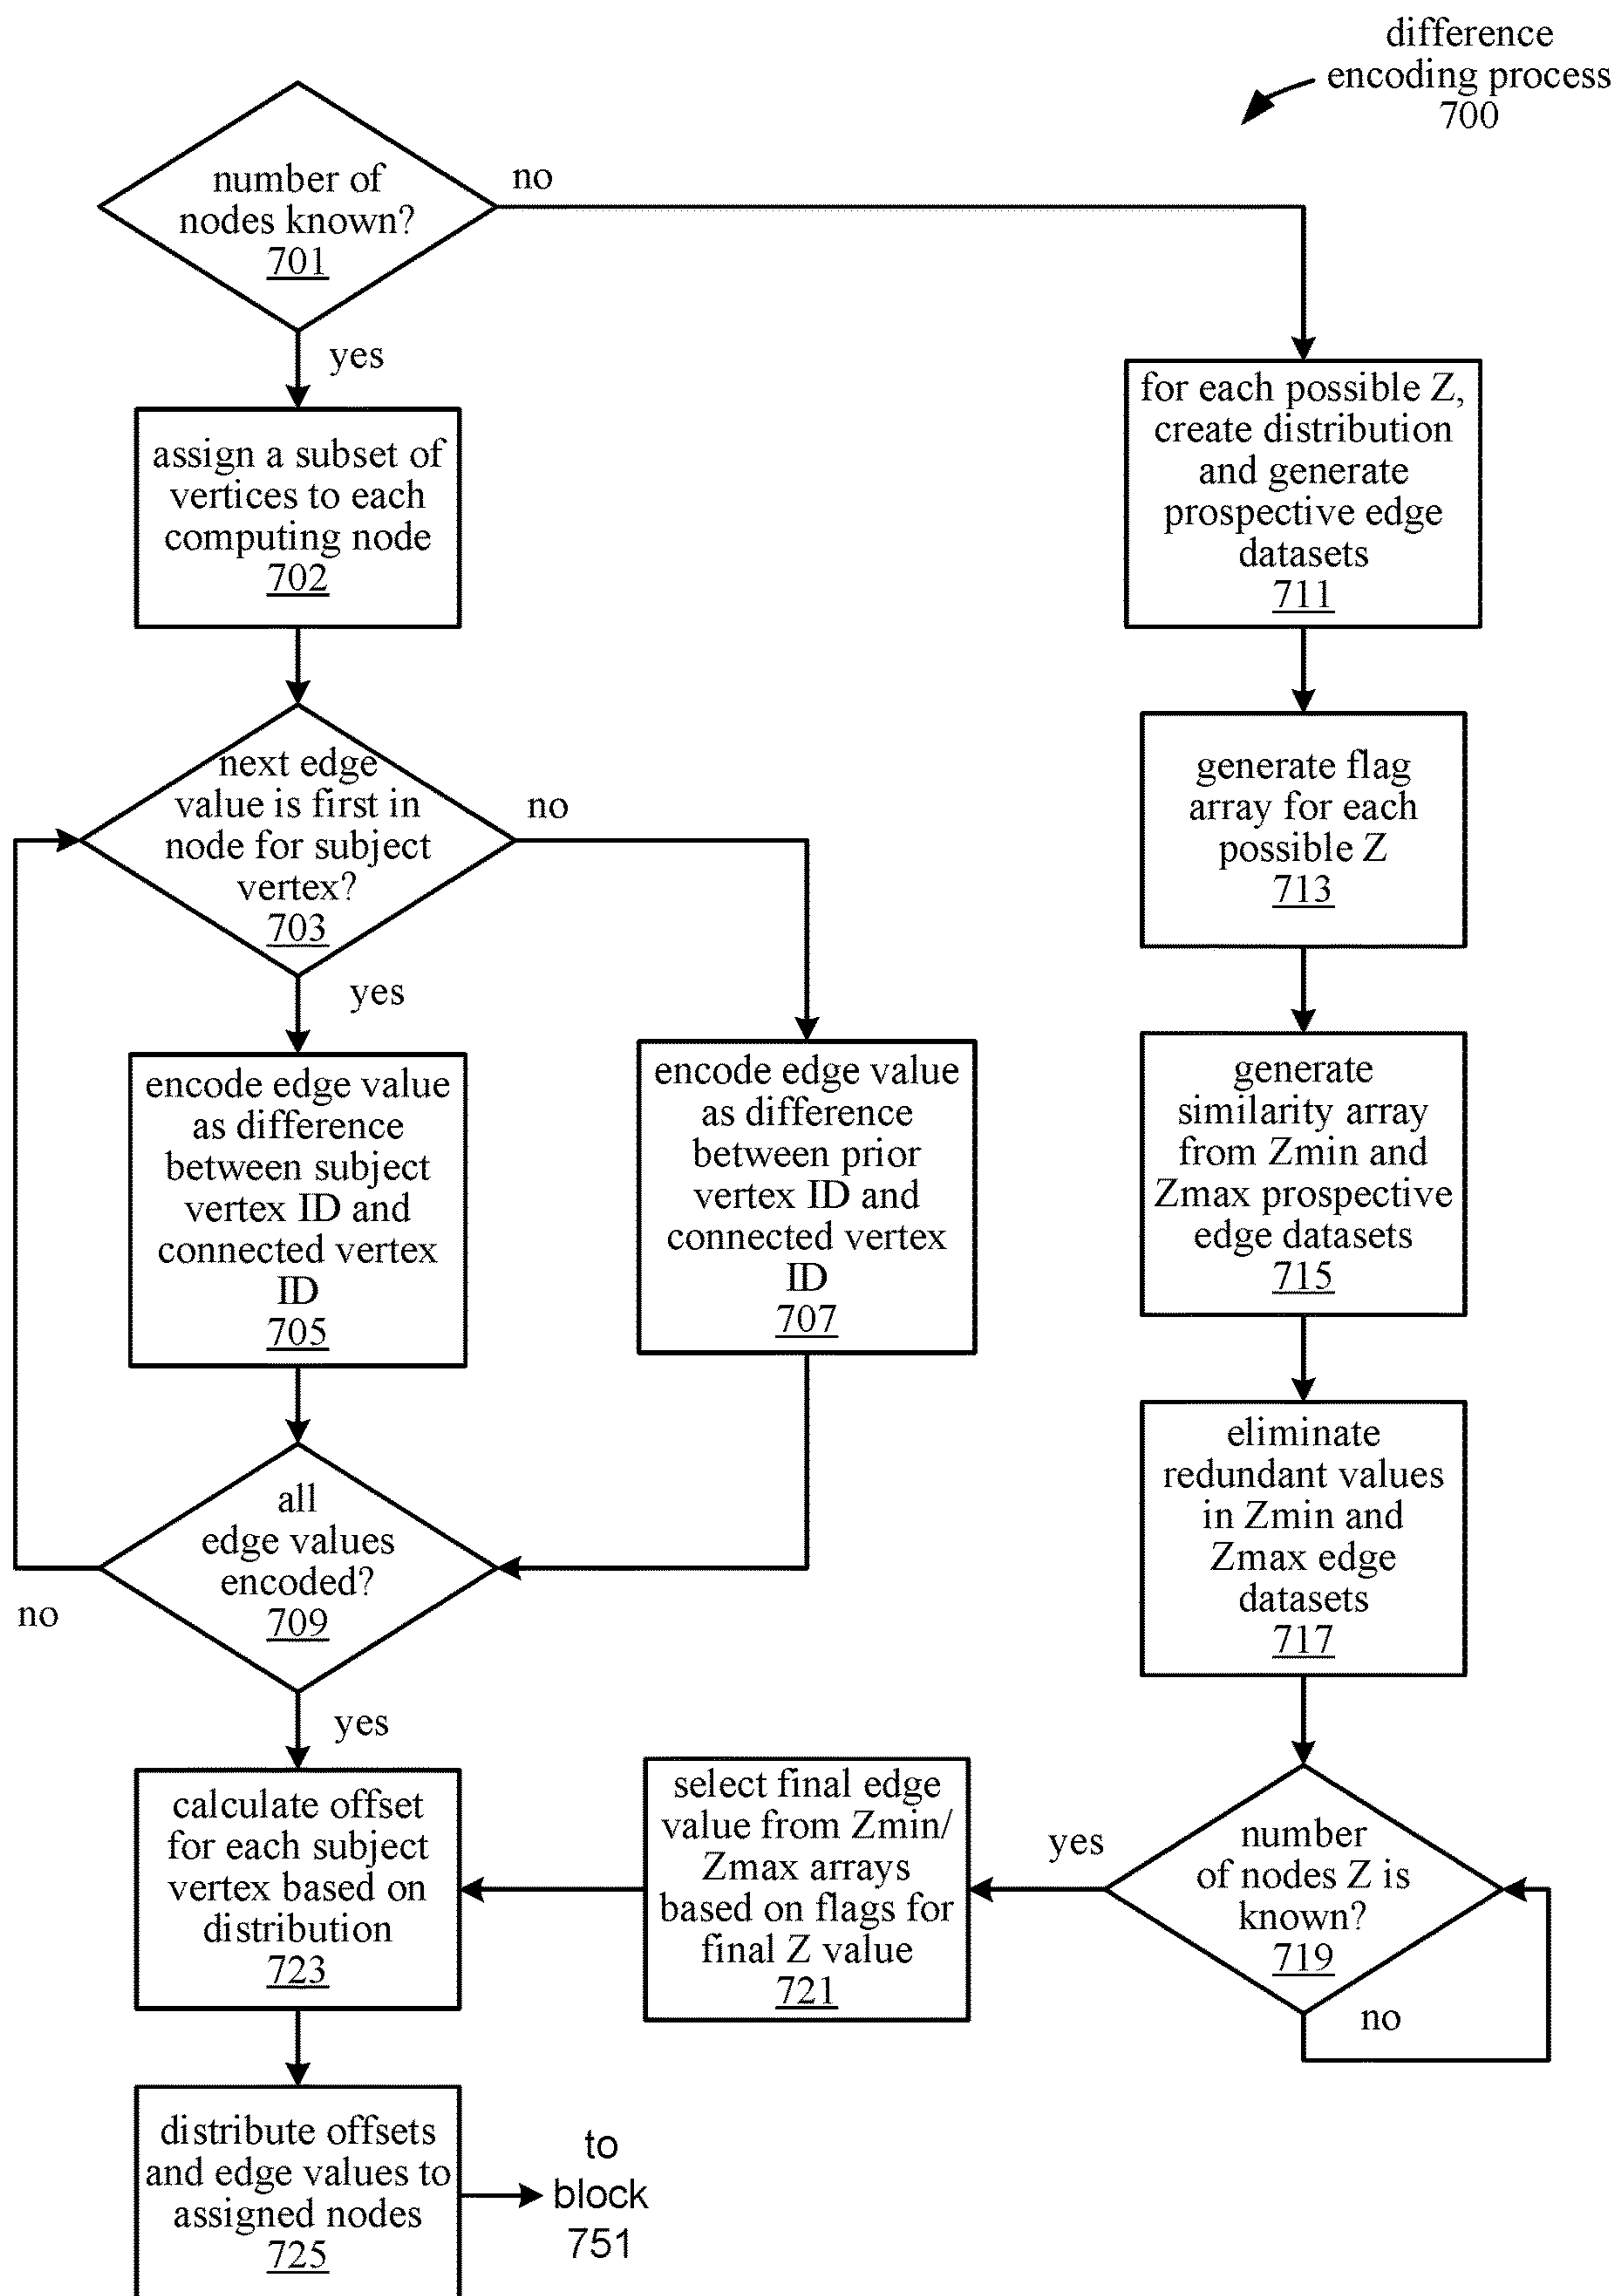 difference
encoding process
700
number of
nodes known?
701
no
yes
assign a subset of
vertices to each
computing node
702
next edge
value is first in
node for subject
vertex?
703
no
yes
encode edge value
as difference
between subject
vertex ID and
connected vertex
ID
705
encode edge value
as difference
between prior
vertex ID and
connected vertex
ID
707
all
edge values
encoded?
709
no
yes
for each possible Z,
create distribution
and generate
prospective edge
datasets
711
generate flag
array for each
possible Z
713
generate
similarity array
from Zmin and
Zmax prospective
edge datasets
715
eliminate
redundant values
in Zmin and
Zmax edge
datasets
717
number
of nodes Z is
known?
719
no
yes
select final edge
value from Zmin/
Zmax arrays
based on flags for
final Z value
721
calculate offset
for each subject
vertex based on
distribution
723
distribute offsets
and edge values to
assigned nodes
725
to
block
751